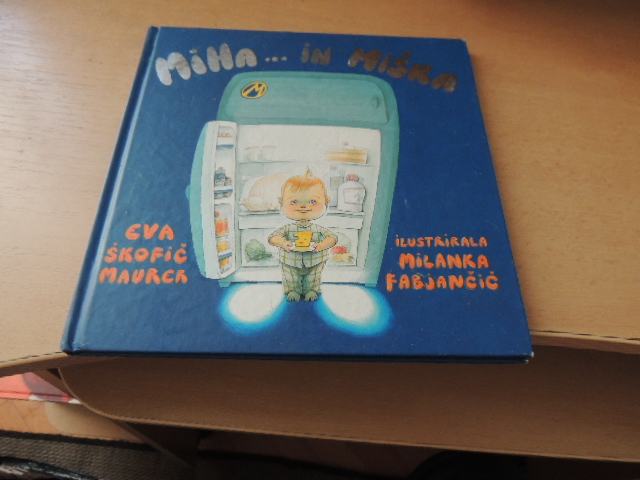 MiHa... in MiŠKa
EVA
ŠKOFIČ
MAURER
ilUSTRiRala
MilaNKA
FABJANČIČ
M